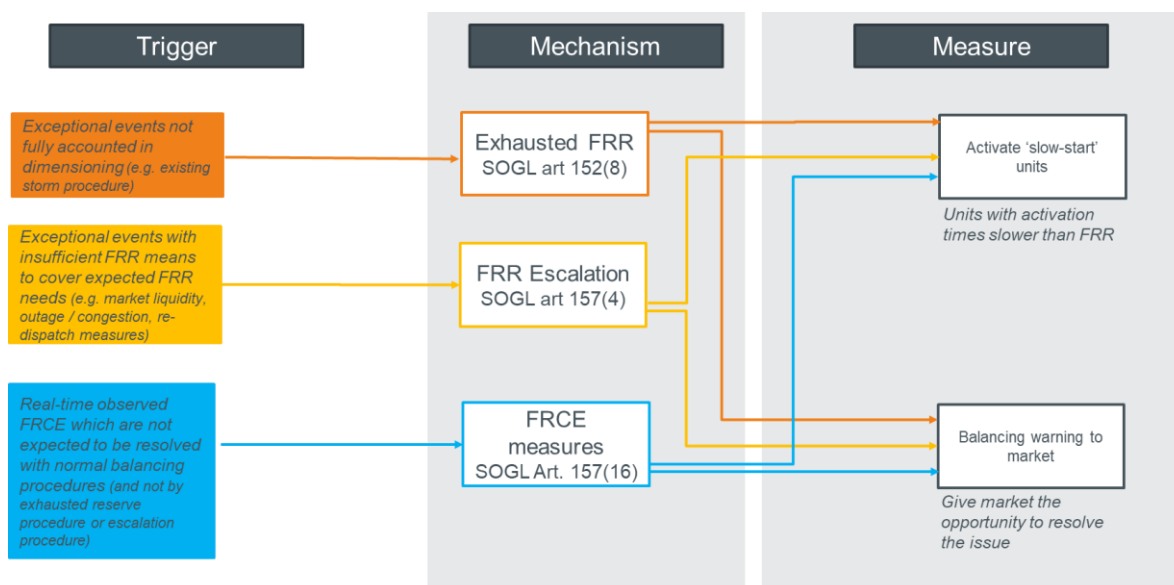 Trigger
Mechanism
Measure
Exceptional events not
fully accounted in
dimensioning (e.g. existing
storm procedure)
Exhausted FRR
SOGL art 152(8)
Activate ‘slow-start’
units
Units with activation
times slower than FRR
Exceptional events with
insufficient FRR means
to cover expected FRR
needs (e.g. market liquidity,
outage / congestion, re-
dispatch measures)
FRR Escalation
SOGL art 157(4)
Real-time observed
FRCE which are not
expected to be resolved
with normal balancing
procedures (and not by
exhausted reserve
procedure or escalation
procedure)
FRCE
measures
SOGL Art. 157(16)
Balancing warning to
market
Give market the
opportunity to resolve
the issue